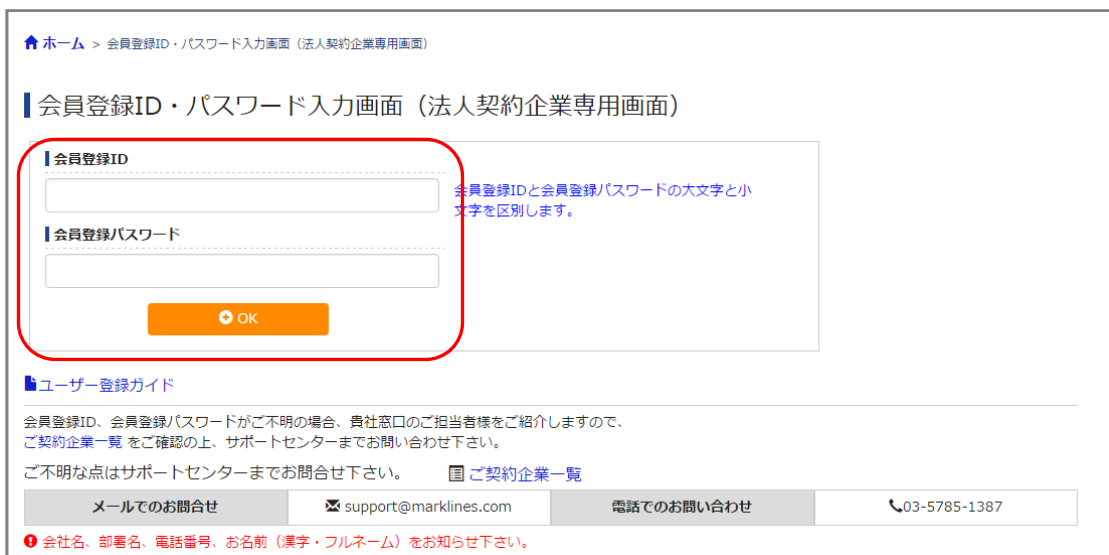 ホーム > 会員登録ID・パスワード入力画面（法人契約企業専用画面）
会員登録ID・パスワード入力画面（法人契約企業専用画面）
会員登録ID
会員登録IDと会員登録パスワードの大文字と小
文字を区別します。
会員登録パスワード
OK
ユーザー登録ガイド
会員登録ID、会員登録パスワードがご不明の場合、貴社窓口のご担当者様をご紹介しますので、
ご契約企業一覧 をご確認の上、サポートセンターまでお問い合わせ下さい。
ご不明な点はサポートセンターまでお問合せ下さい。 ご契約企業一覧
メールでのお問合せ support@marklines.com 電話でのお問い合わせ 03-5785-1387
会社名、部署名、電話番号、お名前（漢字・フルネーム）をお知らせ下さい。